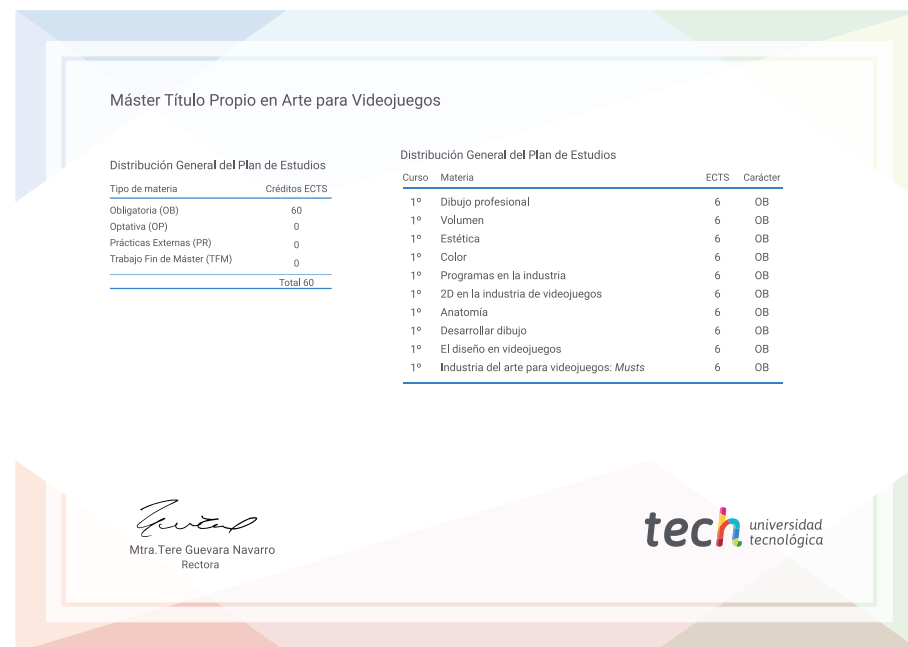 Máster Título Propio en Arte para Videojuegos
Distribución General del Plan de Estudios
Tipo de materia Créditos ECTS
Obligatoria (OB) 60
Optativa (OP) 0
Prácticas Externas (PR) 0
Trabajo Fin de Máster (TFM) 0
Total 60
Distribución General del Plan de Estudios
Curso Materia ECTS Carácter
1º Dibujo profesional 6 OB
1º Volumen 6 OB
1º Estética 6 OB
1º Color 6 OB
1º Programas en la industria 6 OB
1º 2D en la industria de videojuegos 6 OB
1º Anatomía 6 OB
1º Desarrollar dibujo 6 OB
1º El diseño en videojuegos 6 OB
1º Industria del arte para videojuegos: Musts 6 OB
Mtra.Tere Guevara Navarro
Rectora
tech universidad
tecnológica